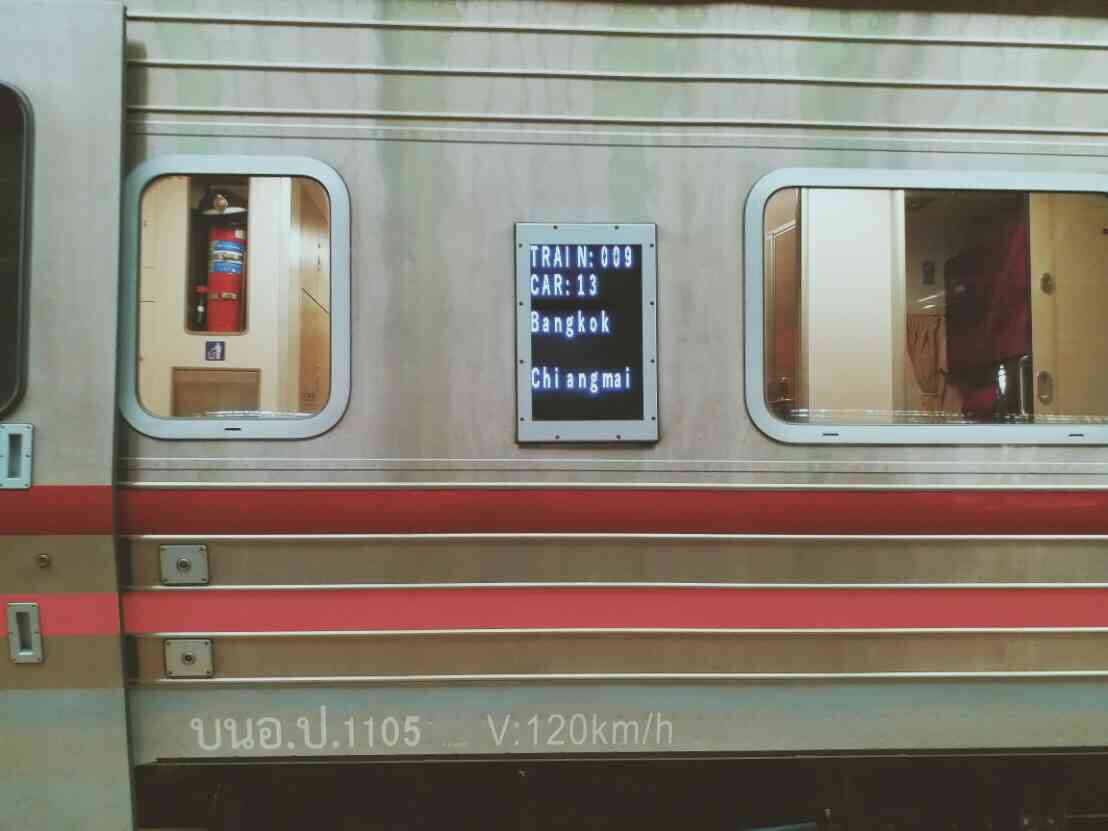 TRAIN: 009
CAR: 13
Bangkok
Chiangmai
บนอ.ป.1105 V:120km/h